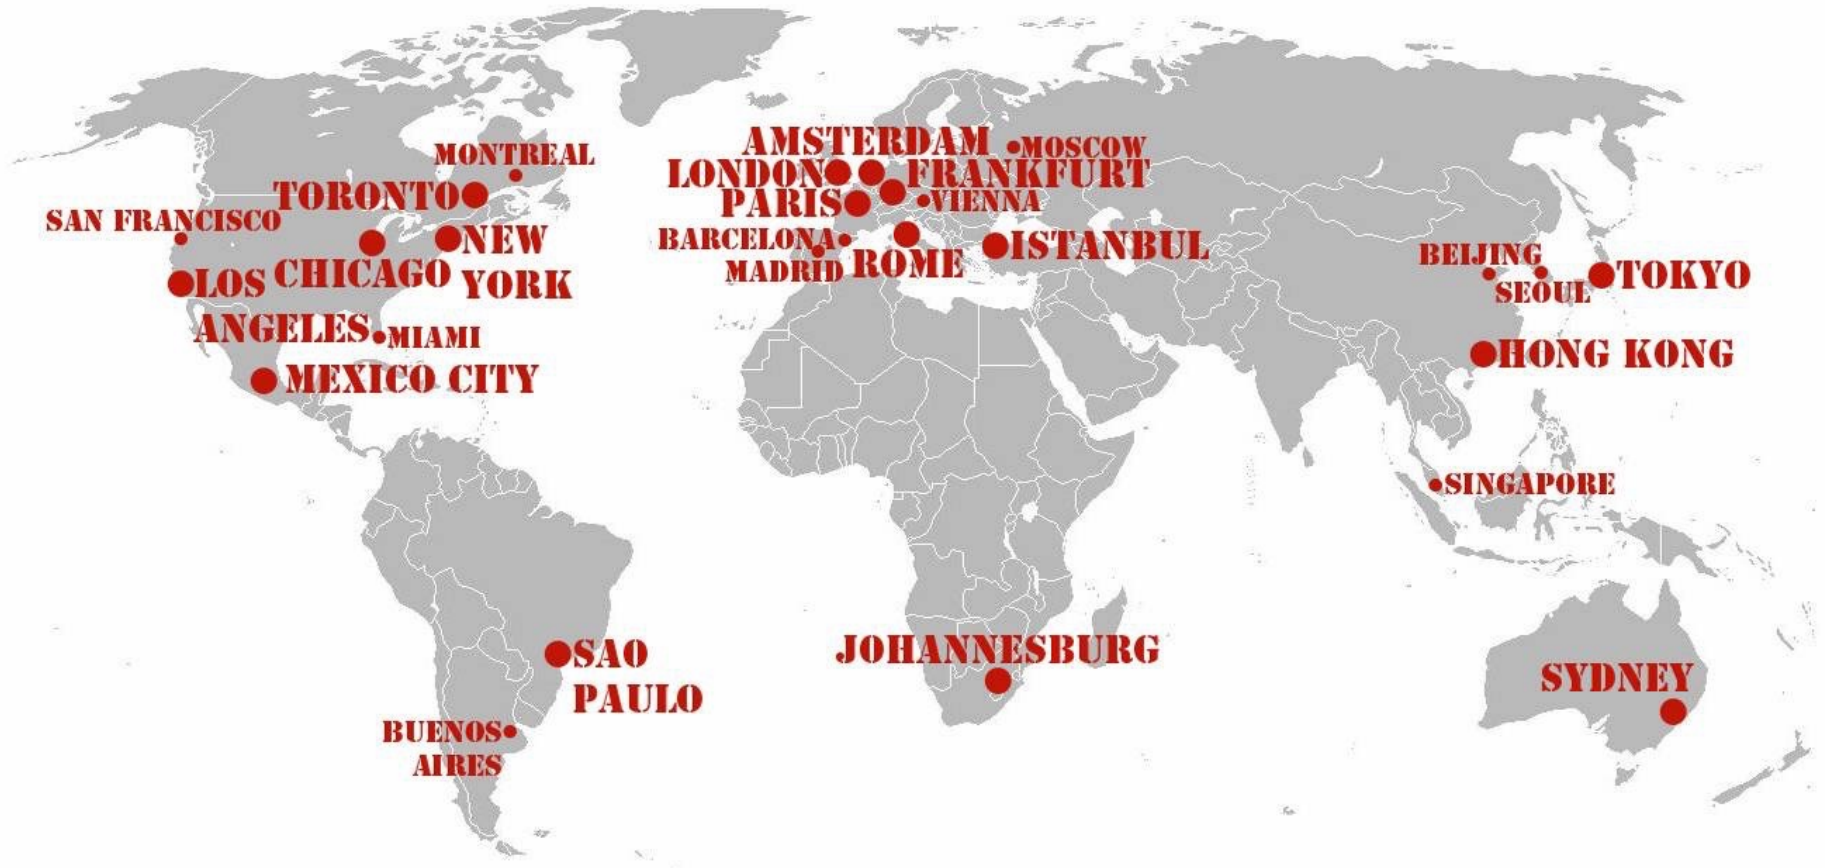 MONTREAL
TORONTO
SAN FRANCISCO
NEW
YORK
CHICAGO
LOS
ANGELES
MIAMI
MEXICO CITY
SAO
PAULO
BUENOS
AIRES
AMSTERDAM
MOSCOW
LONDON
FRANKFURT
PARIS
VIENNA
BARCELONA
MADRID
ROME
ISTANBUL
JOHANNESBURG
BEIJING
SEOUL
TOKYO
HONG KONG
SINGAPORE
SYDNEY